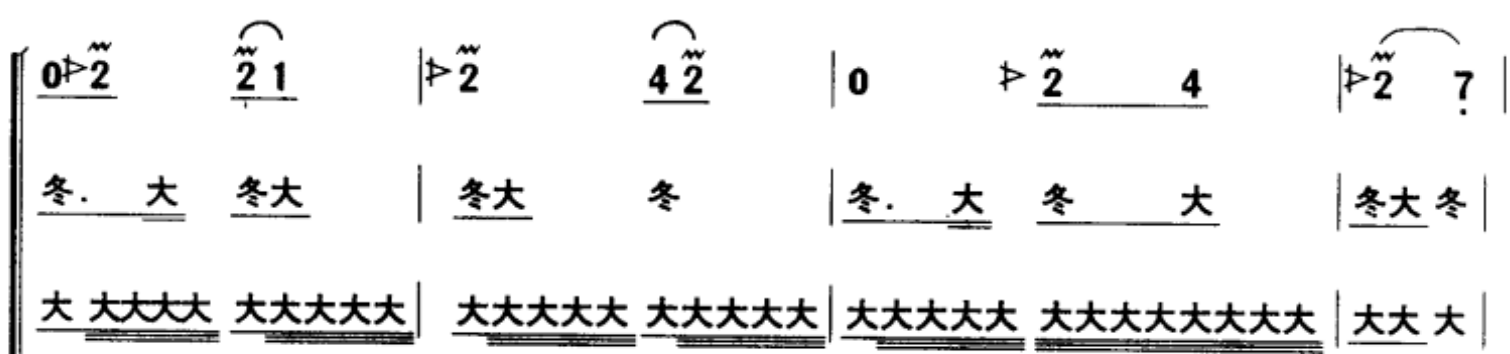 0 2 2 1 | 2 4 2 | 0 2 4 | 2 7 |
冬. 大 冬大 | 冬大 冬 | 冬. 大 冬 大 | 冬大 冬 |
大 大大大大 大大大大大 | 大大大大大 大大大大大 | 大大大大大 大大大大大大大大 | 大大 大 |